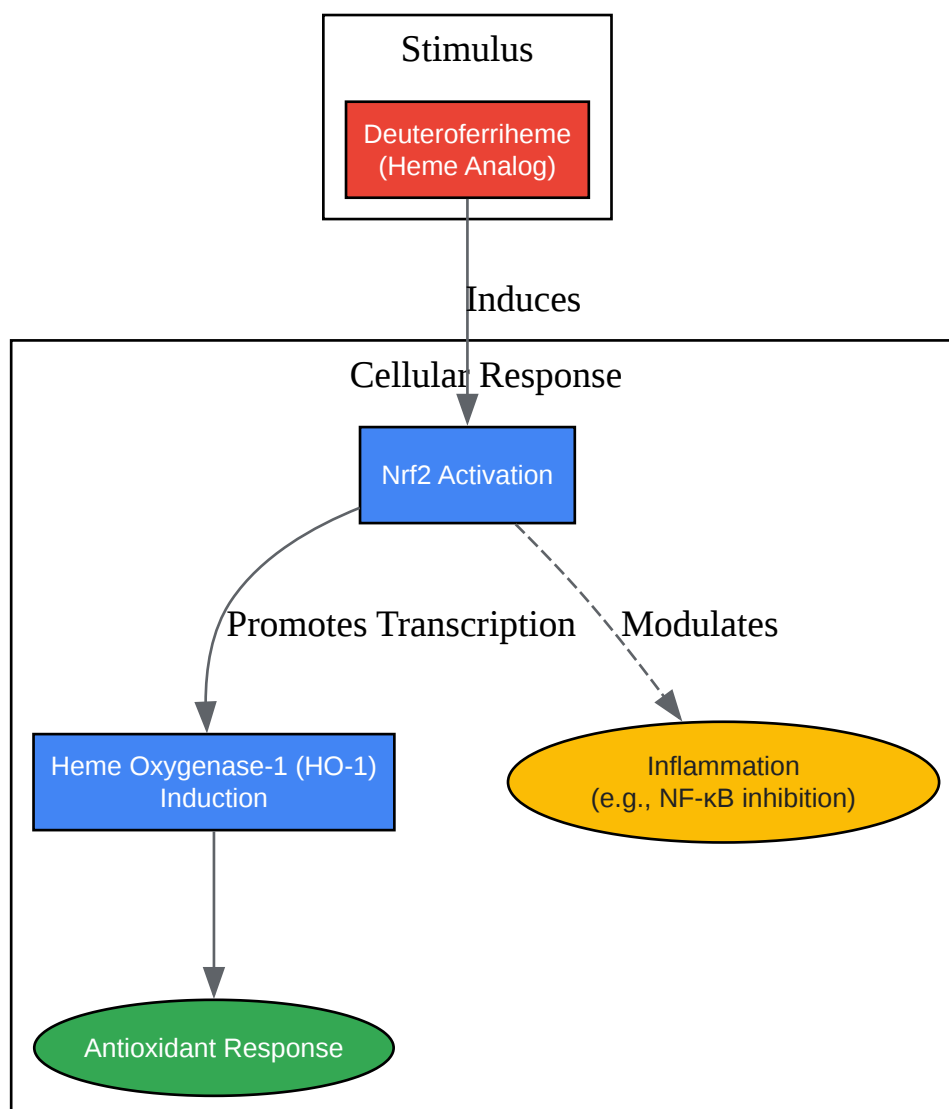 Stimulus
Deuteroferriheme
(Heme Analog)
Induces
Cellular Response
Nrf2 Activation
Promotes Transcription
Modulates
Heme Oxygenase-1 (HO-1)
Induction
Inflammation
(e.g., NF-κB inhibition)
Antioxidant Response